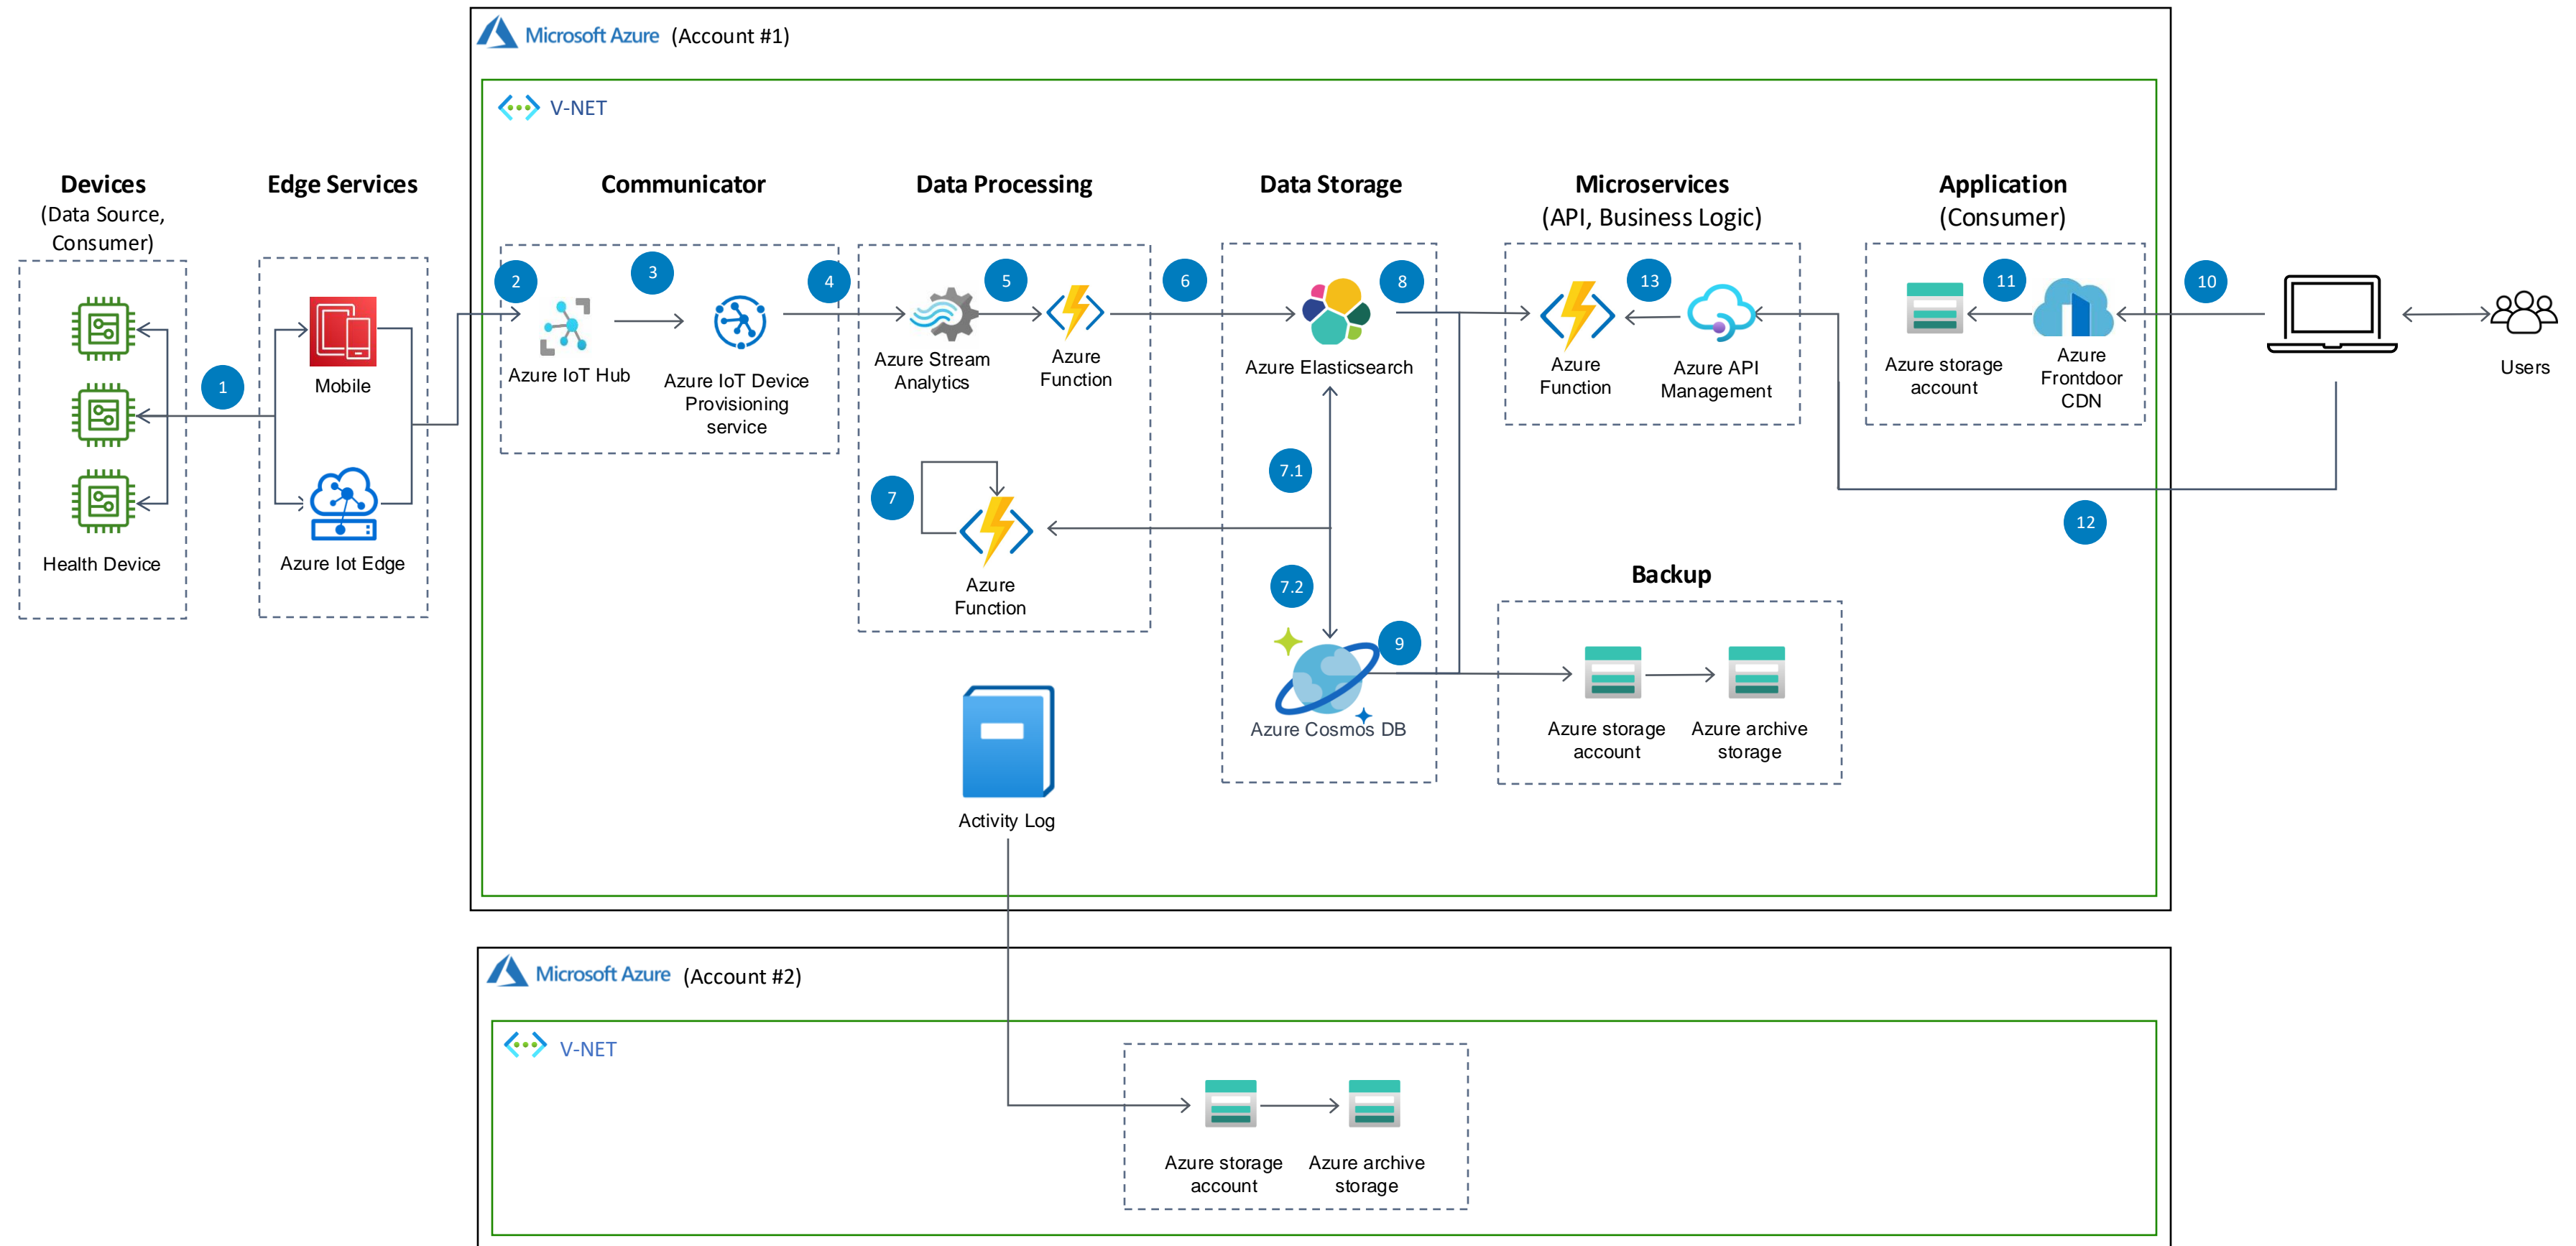 Microsoft Azure (Account #1)
V-NET
Devices
(Data Source,
Consumer)
Health Device
1
Edge Services
Mobile
Azure Iot Edge
Communicator
2
3
4
Azure IoT Hub
Azure IoT Device
Provisioning
service
Data Processing
5
Azure Stream
Analytics
Azure
Function
6
7
Azure
Function
Data Storage
8
Azure Elasticsearch
7.1
7.2
9
Azure Cosmos DB
Microservices
(API, Business Logic)
13
Azure
Function
Azure API
Management
Application
(Consumer)
11
Azure storage
account
Azure
Frontdoor
CDN
10
Users
12
Backup
Azure storage
account
Azure archive
storage
Activity Log
Microsoft Azure (Account #2)
V-NET
Azure storage
account
Azure archive
storage